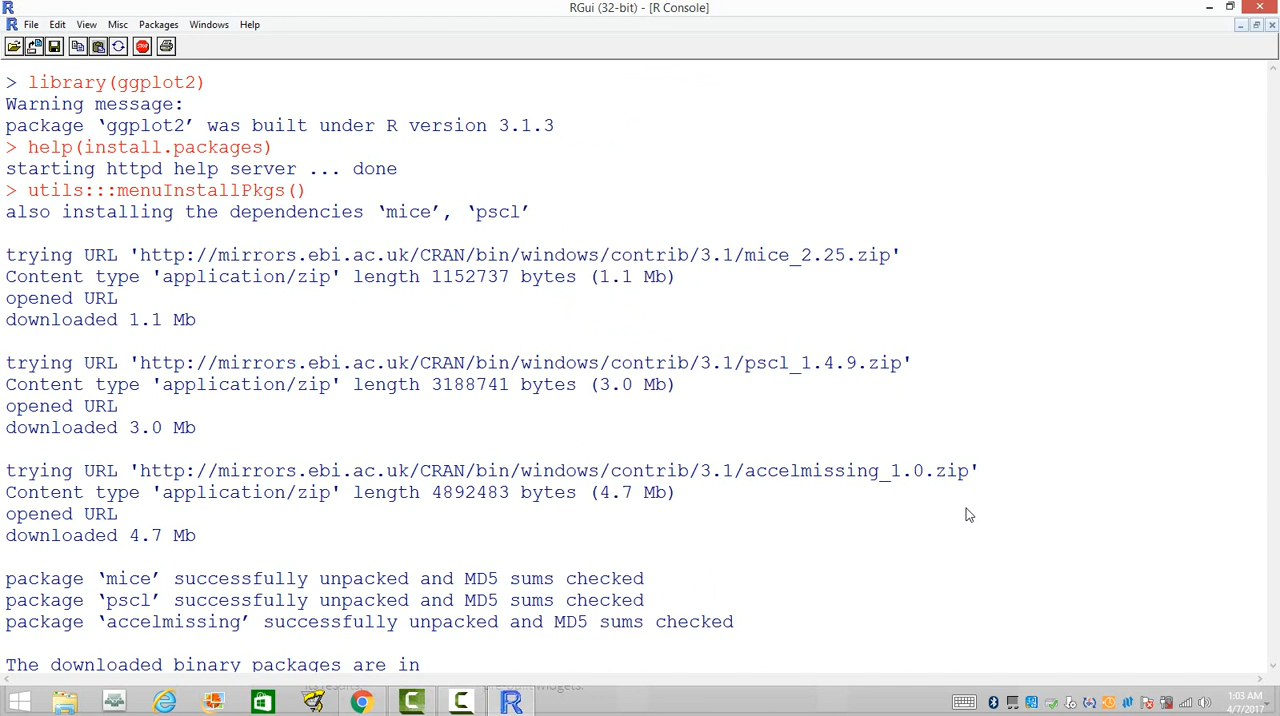 RGui (32-bit) - [R Console]
File Edit View Misc Packages Windows Help
STOP
> library(ggplot2)
Warning message:
package ‘ggplot2’ was built under R version 3.1.3
> help(install.packages)
starting httpd help server ... done
> utils:::menuInstallPkgs()
also installing the dependencies ‘mice’, ‘pscl’
trying URL 'http://mirrors.ebi.ac.uk/CRAN/bin/windows/contrib/3.1/mice_2.25.zip'
Content type 'application/zip' length 1152737 bytes (1.1 Mb)
opened URL
downloaded 1.1 Mb
trying URL 'http://mirrors.ebi.ac.uk/CRAN/bin/windows/contrib/3.1/pscl_1.4.9.zip'
Content type 'application/zip' length 3188741 bytes (3.0 Mb)
opened URL
downloaded 3.0 Mb
trying URL 'http://mirrors.ebi.ac.uk/CRAN/bin/windows/contrib/3.1/accelmissing_1.0.zip'
Content type 'application/zip' length 4892483 bytes (4.7 Mb)
opened URL
downloaded 4.7 Mb
package ‘mice’ successfully unpacked and MD5 sums checked
package ‘pscl’ successfully unpacked and MD5 sums checked
package ‘accelmissing’ successfully unpacked and MD5 sums checked
The downloaded binary packages are in
1:03 AM
4/7/2017